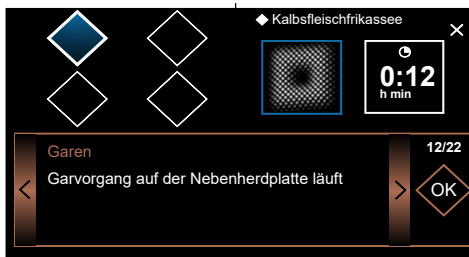 Kalbsfleischfrikassee
0:12
h min
Garen
12/22
Garvorgang auf der Nebenherdplatte läuft
OK